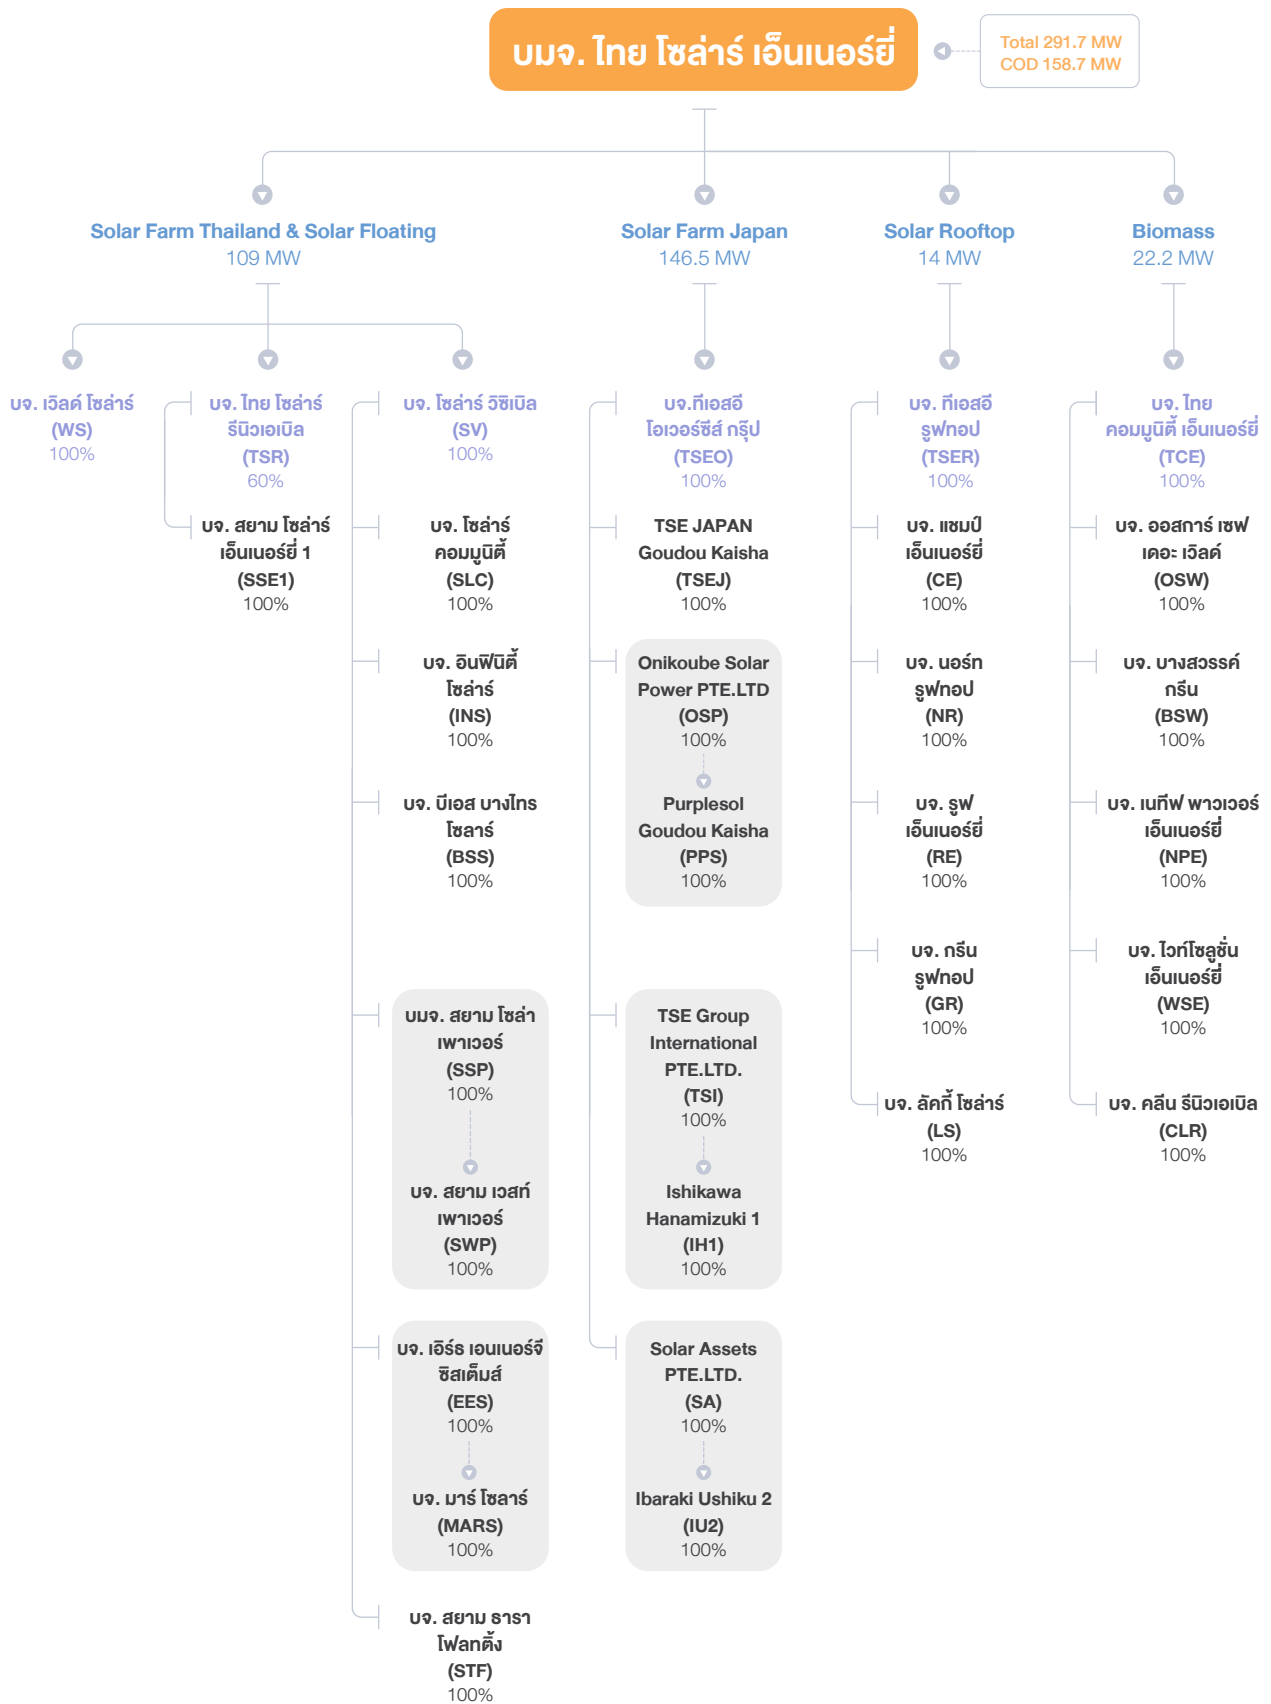 บมจ. ไทย โซล่าร์ เอ็นเนอร์ยี่
Total 291.7 MW
COD 158.7 MW
Solar Farm Thailand & Solar Floating
109 MW
Solar Farm Japan
146.5 MW
Solar Rooftop
14 MW
Biomass
22.2 MW
บจ. เวิลด์ โซล่าร์
(WS)
100%
บจ. ไทย โซล่าร์
รีนิวเอเบิล
(TSR)
60%
บจ. สยาม โซล่าร์
เอ็นเนอร์ยี่ 1
(SSE1)
100%
บจ. โซล่าร์ วิซิเบิล
(SV)
100%
บจ. โซล่าร์
คอมมูนิตี้
(SLC)
100%
บจ. อินฟินิตี้
โซล่าร์
(INS)
100%
บจ. บีเอส บางไทร
โซลาร์
(BSS)
100%
บมจ. สยาม โซล่า
เพาเวอร์
(SSP)
100%
บจ. สยาม เวสท์
เพาเวอร์
(SWP)
100%
บจ. เอิร์ธ เอนเนอร์จี
ซิสเต็มส์
(EES)
100%
บจ. มาร์ โซลาร์
(MARS)
100%
บจ. สยาม ธารา
โฟลทติ้ง
(STF)
100%
บจ.ทีเอสอี
โอเวอร์ซีส์ กรุ๊ป
(TSEO)
100%
TSE JAPAN
Goudou Kaisha
(TSEJ)
100%
Onikoube Solar
Power PTE.LTD
(OSP)
100%
Purplesol
Goudou Kaisha
(PPS)
100%
TSE Group
International
PTE.LTD.
(TSI)
100%
Ishikawa
Hanamizuki 1
(IH1)
100%
Solar Assets
PTE.LTD.
(SA)
100%
Ibaraki Ushiku 2
(IU2)
100%
บจ. ทีเอสอี
รูฟทอป
(TSER)
100%
บจ. แชมป์
เอ็นเนอร์ยี่
(CE)
100%
บจ. นอร์ท
รูฟทอป
(NR)
100%
บจ. รูฟ
เอ็นเนอร์ยี่
(RE)
100%
บจ. กรีน
รูฟทอป
(GR)
100%
บจ. ลัคกี้ โซล่าร์
(LS)
100%
บจ. ไทย
คอมมูนิตี้ เอ็นเนอร์ยี่
(TCE)
100%
บจ. ออสการ์ เซฟ
เดอะ เวิลด์
(OSW)
100%
บจ. บางสวรรค์
กรีน
(BSW)
100%
บจ. เนทีฟ พาวเวอร์
เอ็นเนอร์ยี่
(NPE)
100%
บจ. ไวท์โซลูชั่น
เอ็นเนอร์ยี่
(WSE)
100%
บจ. คลีน รีนิวเอเบิล
(CLR)
100%